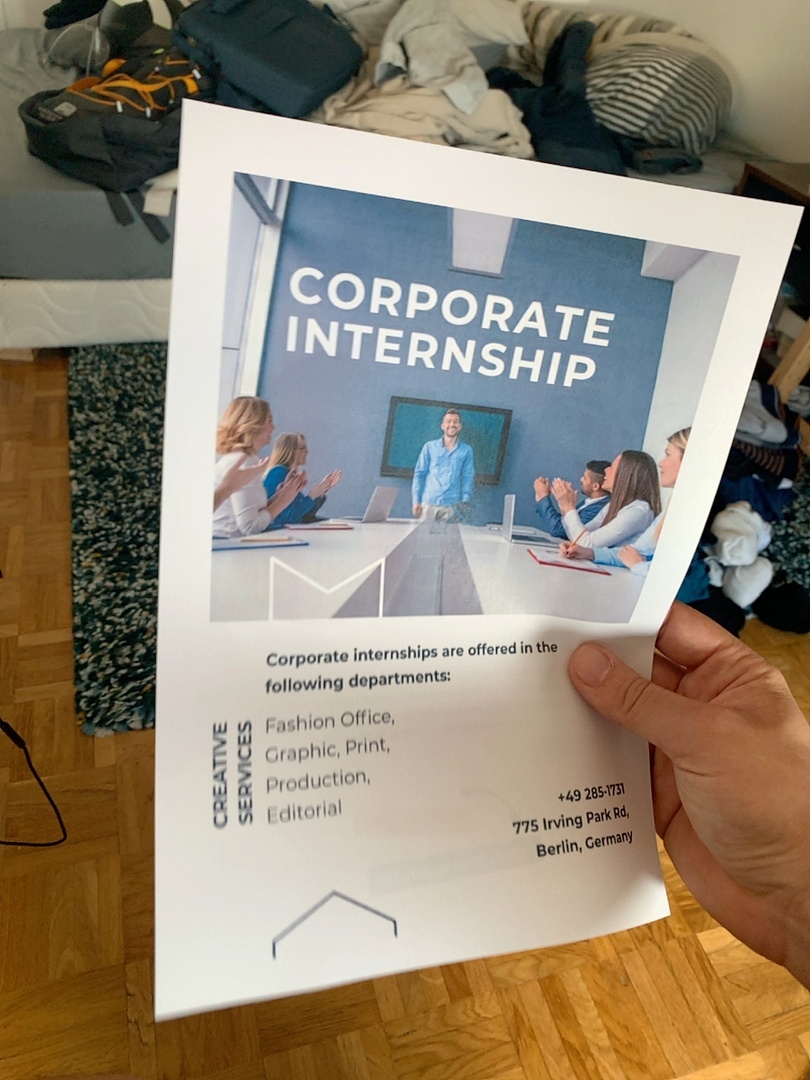 CORPORATE
INTERNSHIP
Corporate internships are offered in the
following departments:
CREATIVE
SERVICES
Fashion Office,
Graphic, Print,
Production,
Editorial
+49 285-1731
775 Irving Park Rd,
Berlin, Germany